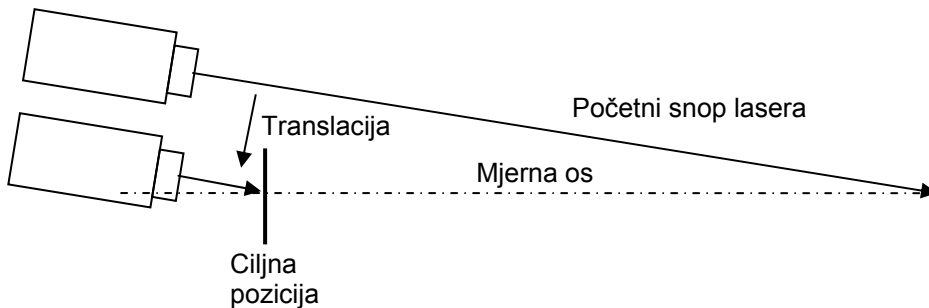 Početni snop lasera
Translacija
Mjerna os
Ciljna
pozicija